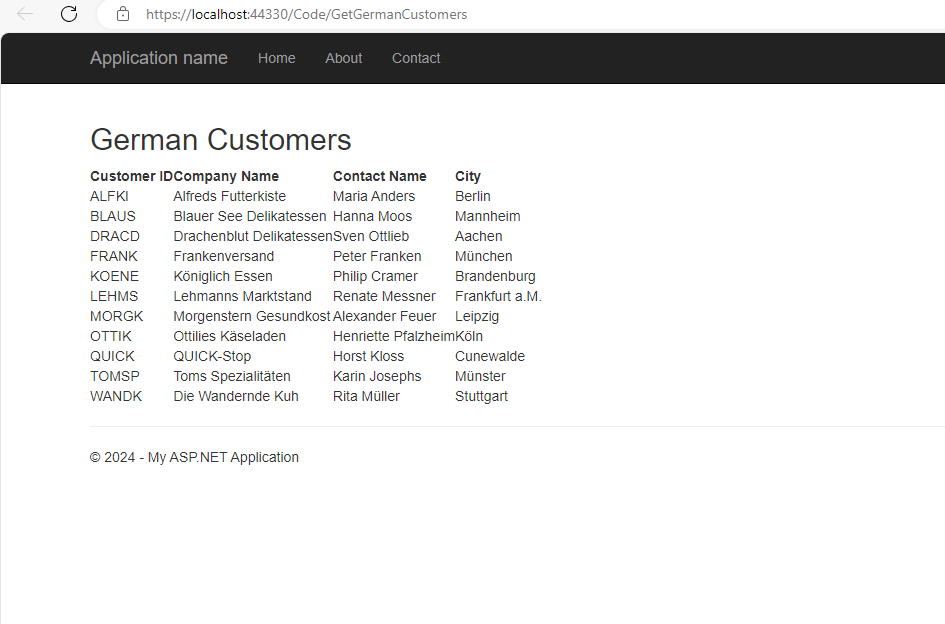 https://localhost:44330/Code/GetGermanCustomers
Application name Home About Contact
German Customers
Customer ID Company Name Contact Name City
ALFKI Alfreds Futterkiste Maria Anders Berlin
BLAUS Blauer See Delikatessen Hanna Moos Mannheim
DRACD Drachenblut Delikatessen Sven Ottlieb Aachen
FRANK Frankenversand Peter Franken München
KOENE Königlich Essen Philip Cramer Brandenburg
LEHMS Lehmanns Marktstand Renate Messner Frankfurt a.M.
MORGK Morgenstern Gesundkost Alexander Feuer Leipzig
OTTIK Ottilies Käseladen Henriette Pfalzheim Köln
QUICK QUICK-Stop Horst Kloss Cunewalde
TOMSP Toms Spezialitäten Karin Josephs Münster
WANDK Die Wandernde Kuh Rita Müller Stuttgart
© 2024 - My ASP.NET Application